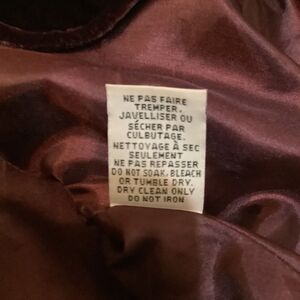 NE PAS FAIRE
TREMPER,
JAVELLISER OU
SÉCHER PAR
CULBUTAGE.
NETTOYAGE À SEC
SEULEMENT
NE PAS REPASSER
DO NOT SOAK, BLEACH
OR TUMBLE DRY.
DRY CLEAN ONLY
DO NOT IRON